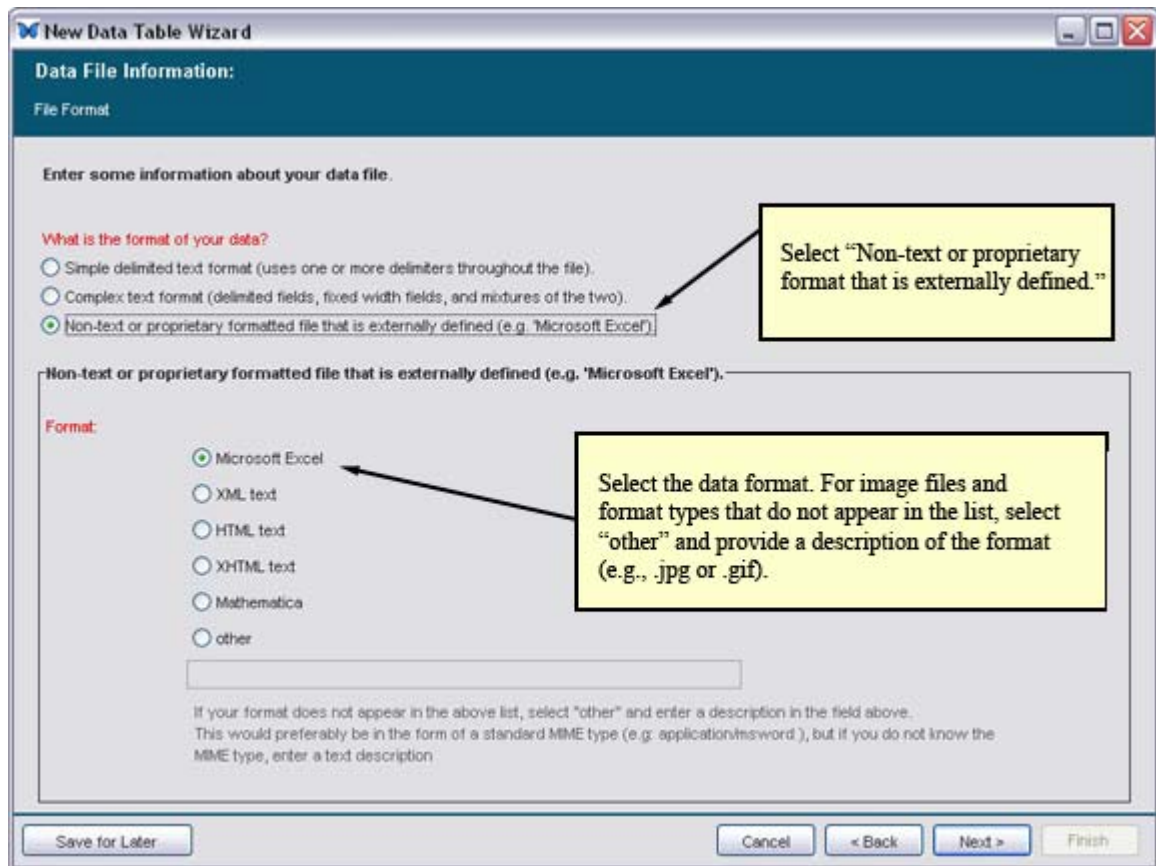 New Data Table Wizard
Data File Information:
File Format
Enter some information about your data file.
What is the format of your data?
Simple delimited text format (uses one or more delimiters throughout the file).
Complex text format (delimited fields, fixed width fields, and mixtures of the two).
Non-text or proprietary formatted file that is externally defined (e.g. 'Microsoft Excel').
Select “Non-text or proprietary
format that is externally defined.”
Non-text or proprietary formatted file that is externally defined (e.g. 'Microsoft Excel').
Format:
Microsoft Excel
XML text
HTML text
XHTML text
Mathematica
other
Select the data format. For image files and
format types that do not appear in the list, select
“other” and provide a description of the format
(e.g., .jpg or .gif).
If your format does not appear in the above list, select "other" and enter a description in the field above.
This would preferably be in the form of a standard MIME type (e.g: application/msword ), but if you do not know the
MIME type, enter a text description
Save for Later
Cancel
< Back
Next >
Finish